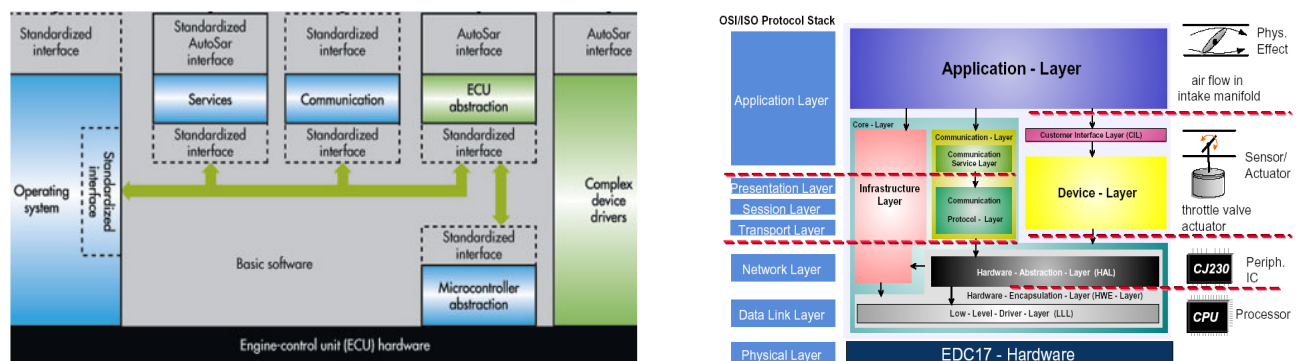 Standardized
interface
Standardized
AutoSar
interface
Standardized
interface
AutoSar
interface
AutoSar
interface
Services
Communication
ECU
abstraction
Standardized
interface
Standardized
interface
Standardized
interface
Operating
system
Standardized
interface
Complex
device
drivers
Standardized
interface
Basic software
Microcontroller
abstraction
Engine-control unit (ECU) hardware
OSI/ISO Protocol Stack
Application Layer
Presentation Layer
Session Layer
Transport Layer
Network Layer
Data Link Layer
Physical Layer
Application - Layer
Core - Layer
Infrastructure
Layer
Communication - Layer
Communication
Service Layer
Communication
Protocol - Layer
Customer Interface Layer (CIL)
Device - Layer
Hardware - Abstraction - Layer (HAL)
Hardware - Encapsulation - Layer (HWE - Layer)
Low - Level - Driver - Layer (LLL)
EDC17 - Hardware
Phys.
Effect
air flow in
intake manifold
Sensor/
Actuator
throttle valve
actuator
CJ230
Periph.
IC
CPU
Processor